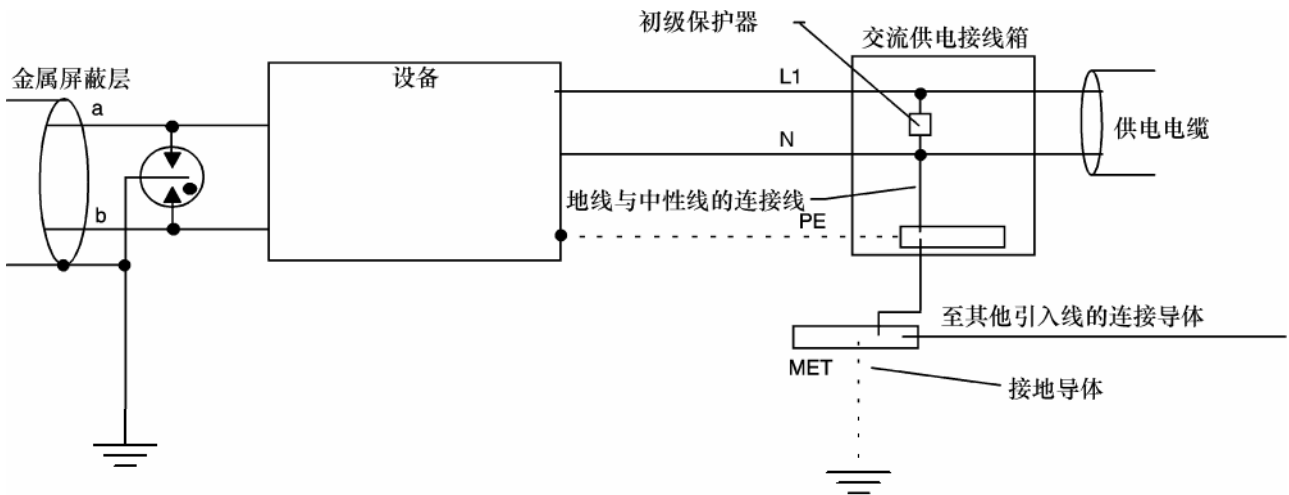 初级保护器
交流供电接线箱
金属屏蔽层
设备
L1
a
供电电缆
N
地线与中性线的连接线
b
PE
至其他引入线的连接导体
MET
接地导体